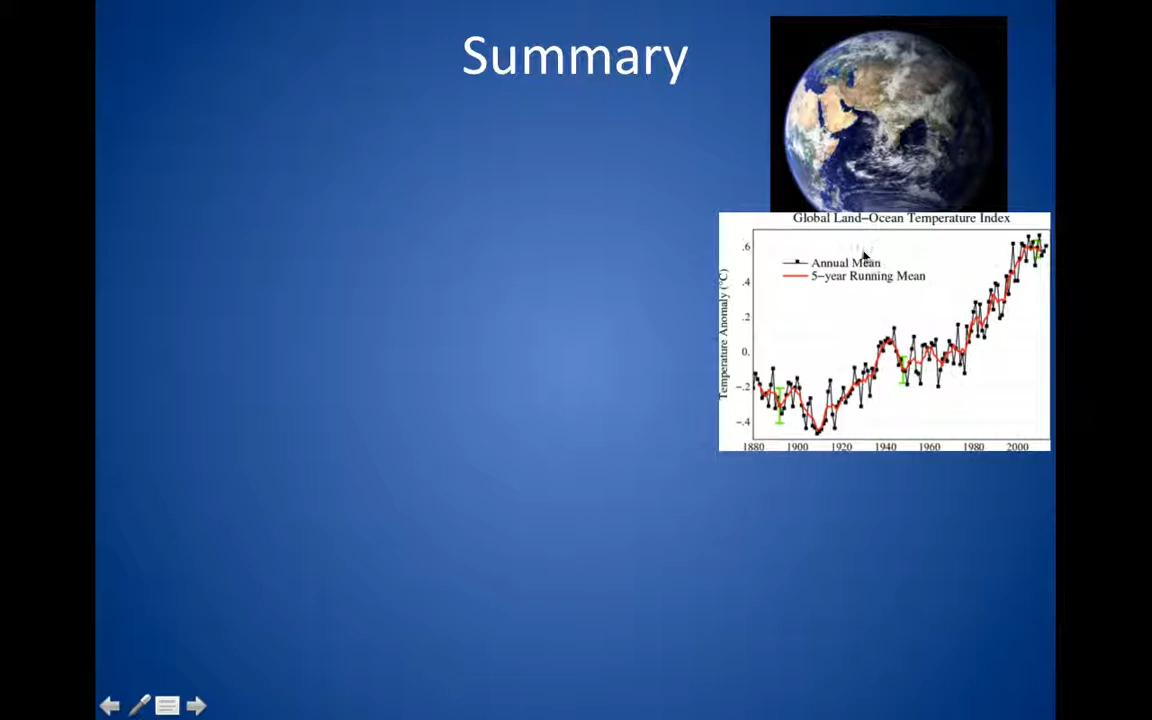 Summary
Global Land-Ocean Temperature Index
Annual Mean
5-year Running Mean
Temperature Anomaly (°C)
.6
.4
.2
0.
-.2
-.4
1880 1900 1920 1940 1960 1980 2000